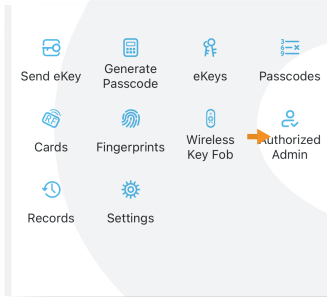 Send eKey
Generate
Passcode
eKeys
Passcodes
Cards
Fingerprints
Wireless
Key Fob
Authorized
Admin
Records
Settings